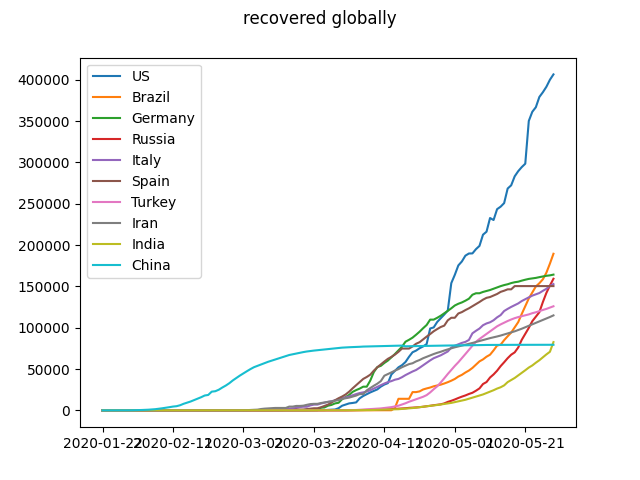 recovered globally
400000
350000
300000
250000
200000
150000
100000
50000
0
US
Brazil
Germany
Russia
Italy
Spain
Turkey
Iran
India
China
2020-01-22 2020-02-11 2020-03-02 2020-03-22 2020-04-11 2020-05-01 2020-05-21